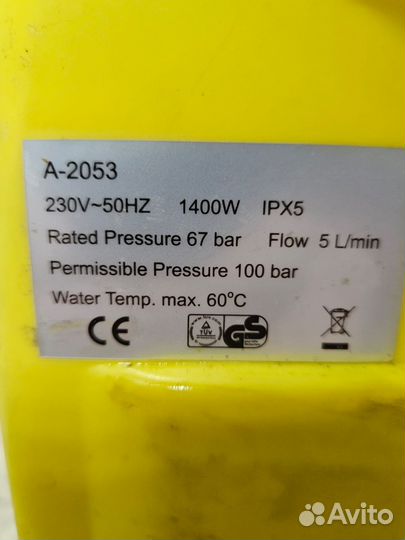 A-2053
230V~50HZ 1400W IPX5
Rated Pressure 67 bar Flow 5 L/min
Permissible Pressure 100 bar
Water Temp. max. 60°C
CE TÜV GS
Avito